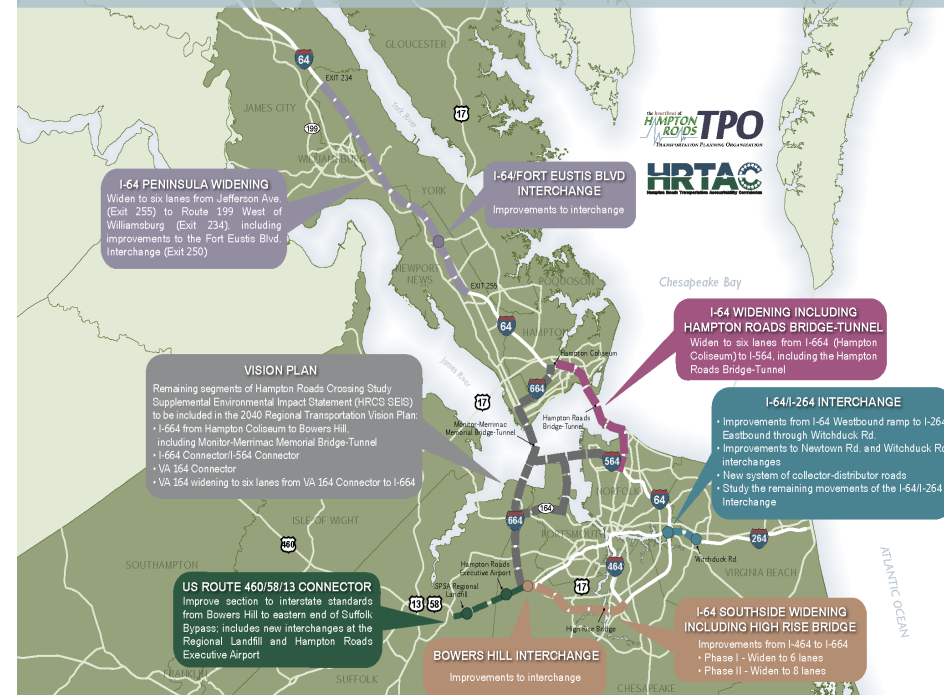 GLOUCESTER
64
EXIT 234
JAMES CITY
York River
17
199
the heartbeat of
HAMPTON
ROADS TPO
TRANSPORTATION PLANNING ORGANIZATION
HRTAC
Hampton Roads Transportation Accountability Commission
WILLIAMSBURG
I-64 PENINSULA WIDENING
Widen to six lanes from Jefferson Ave.
(Exit 255) to Route 199 West of
Williamsburg (Exit 234), including
improvements to the Fort Eustis Blvd.
Interchange (Exit 250)
YORK
I-64/FORT EUSTIS BLVD
INTERCHANGE
Improvements to interchange
NEWPORT
NEWS
EXIT 255
POQUOSON
Chesapeake Bay
64
HAMPTON
I-64 WIDENING INCLUDING
HAMPTON ROADS BRIDGE-TUNNEL
Widen to six lanes from I-664 (Hampton
Coliseum) to I-564, including the Hampton
Roads Bridge-Tunnel
Hampton Coliseum
James River
664
VISION PLAN
Remaining segments of Hampton Roads Crossing Study
Supplemental Environmental Impact Statement (HRCS SEIS)
to be included in the 2040 Regional Transportation Vision Plan:
• I-664 from Hampton Coliseum to Bowers Hill,
including Monitor-Merrimac Memorial Bridge-Tunnel
• I-664 Connector/I-564 Connector
• VA 164 Connector
• VA 164 widening to six lanes from VA 164 Connector to I-664
17
Monitor-Merrimac
Memorial Bridge-Tunnel
Hampton Roads
Bridge-Tunnel
I-64/I-264 INTERCHANGE
• Improvements from I-64 Westbound ramp to I-264
Eastbound through Witchduck Rd.
• Improvements to Newtown Rd. and Witchduck Rd
interchanges
• New system of collector-distributor roads
• Study the remaining movements of the I-64/I-264
Interchange
564
NORFOLK
64
164
664
PORTSMOUTH
ISLE OF WIGHT
460
264
Witchduck Rd.
SOUTHAMPTON
464
VIRGINIA BEACH
ATLANTIC OCEAN
Hampton Roads
Executive Airport
SPSA Regional
Landfill
17
13
58
US ROUTE 460/58/13 CONNECTOR
Improve section to interstate standards
from Bowers Hill to eastern end of Suffolk
Bypass; includes new interchanges at the
Regional Landfill and Hampton Roads
Executive Airport
High Rise Bridge
I-64 SOUTHSIDE WIDENING
INCLUDING HIGH RISE BRIDGE
Improvements from I-464 to I-664
• Phase I - Widen to 6 lanes
• Phase II - Widen to 8 lanes
BOWERS HILL INTERCHANGE
Improvements to interchange
FRANKLIN
SUFFOLK
CHESAPEAKE